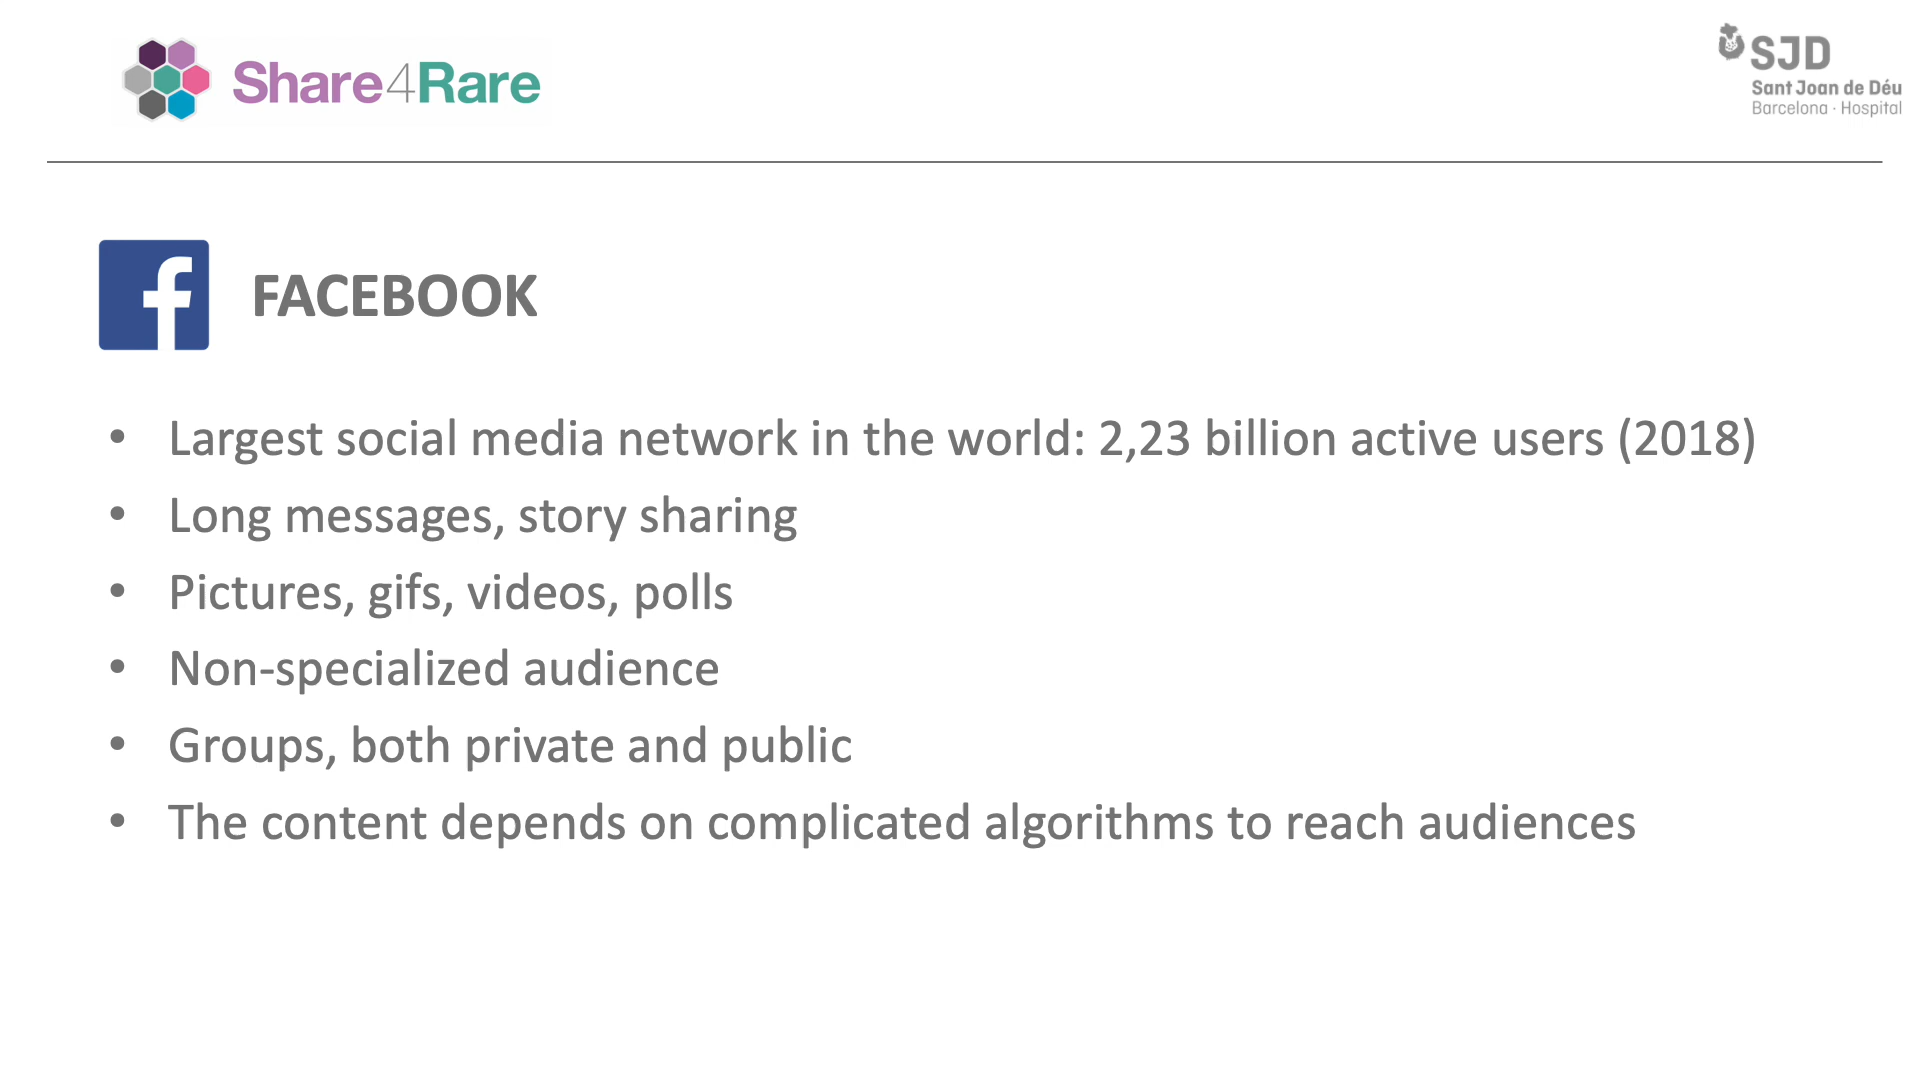 Share4Rare
SJD
Sant Joan de Déu
Barcelona · Hospital
f
FACEBOOK
• Largest social media network in the world: 2,23 billion active users (2018)
• Long messages, story sharing
• Pictures, gifs, videos, polls
• Non-specialized audience
• Groups, both private and public
• The content depends on complicated algorithms to reach audiences